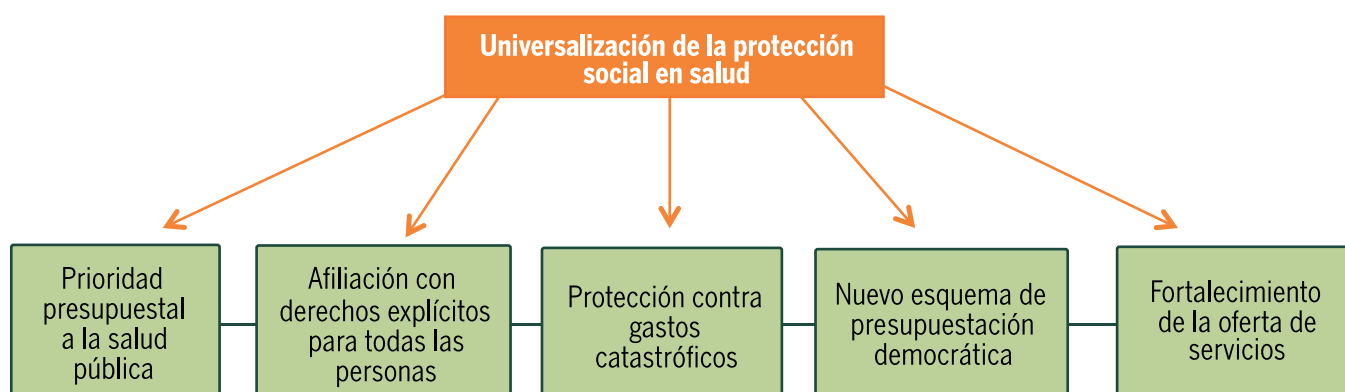 Universalización de la protección
social en salud
Prioridad
presupuestal
a la salud
pública
Afiliación con
derechos explícitos
para todas las
personas
Protección contra
gastos
catastróficos
Nuevo esquema de
presupuestación
democrática
Fortalecimiento
de la oferta de
servicios